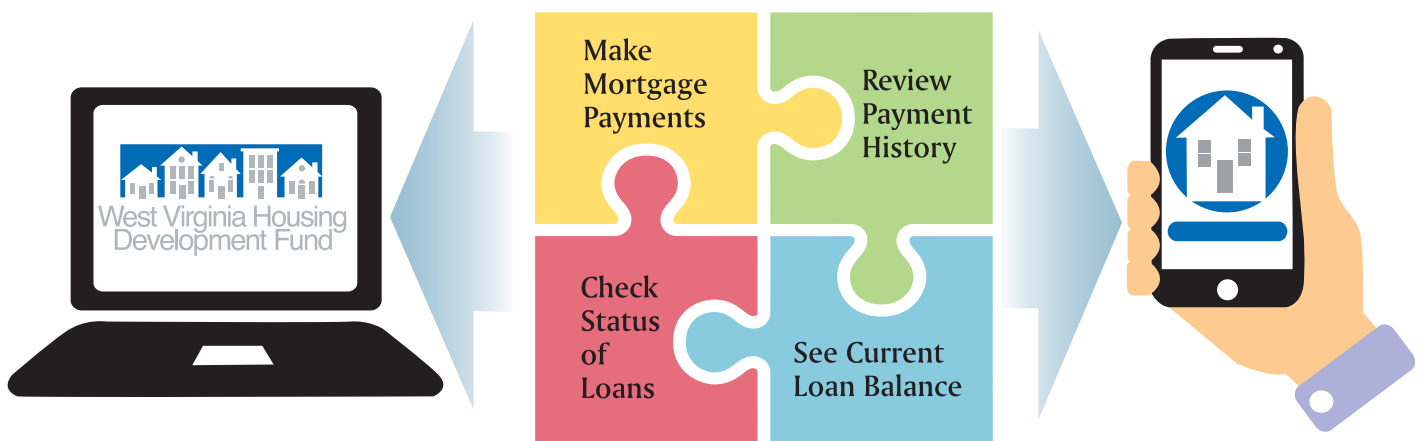 West Virginia Housing
Development Fund
Make
Mortgage
Payments
Review
Payment
History
Check
Status
of
Loans
See Current
Loan Balance